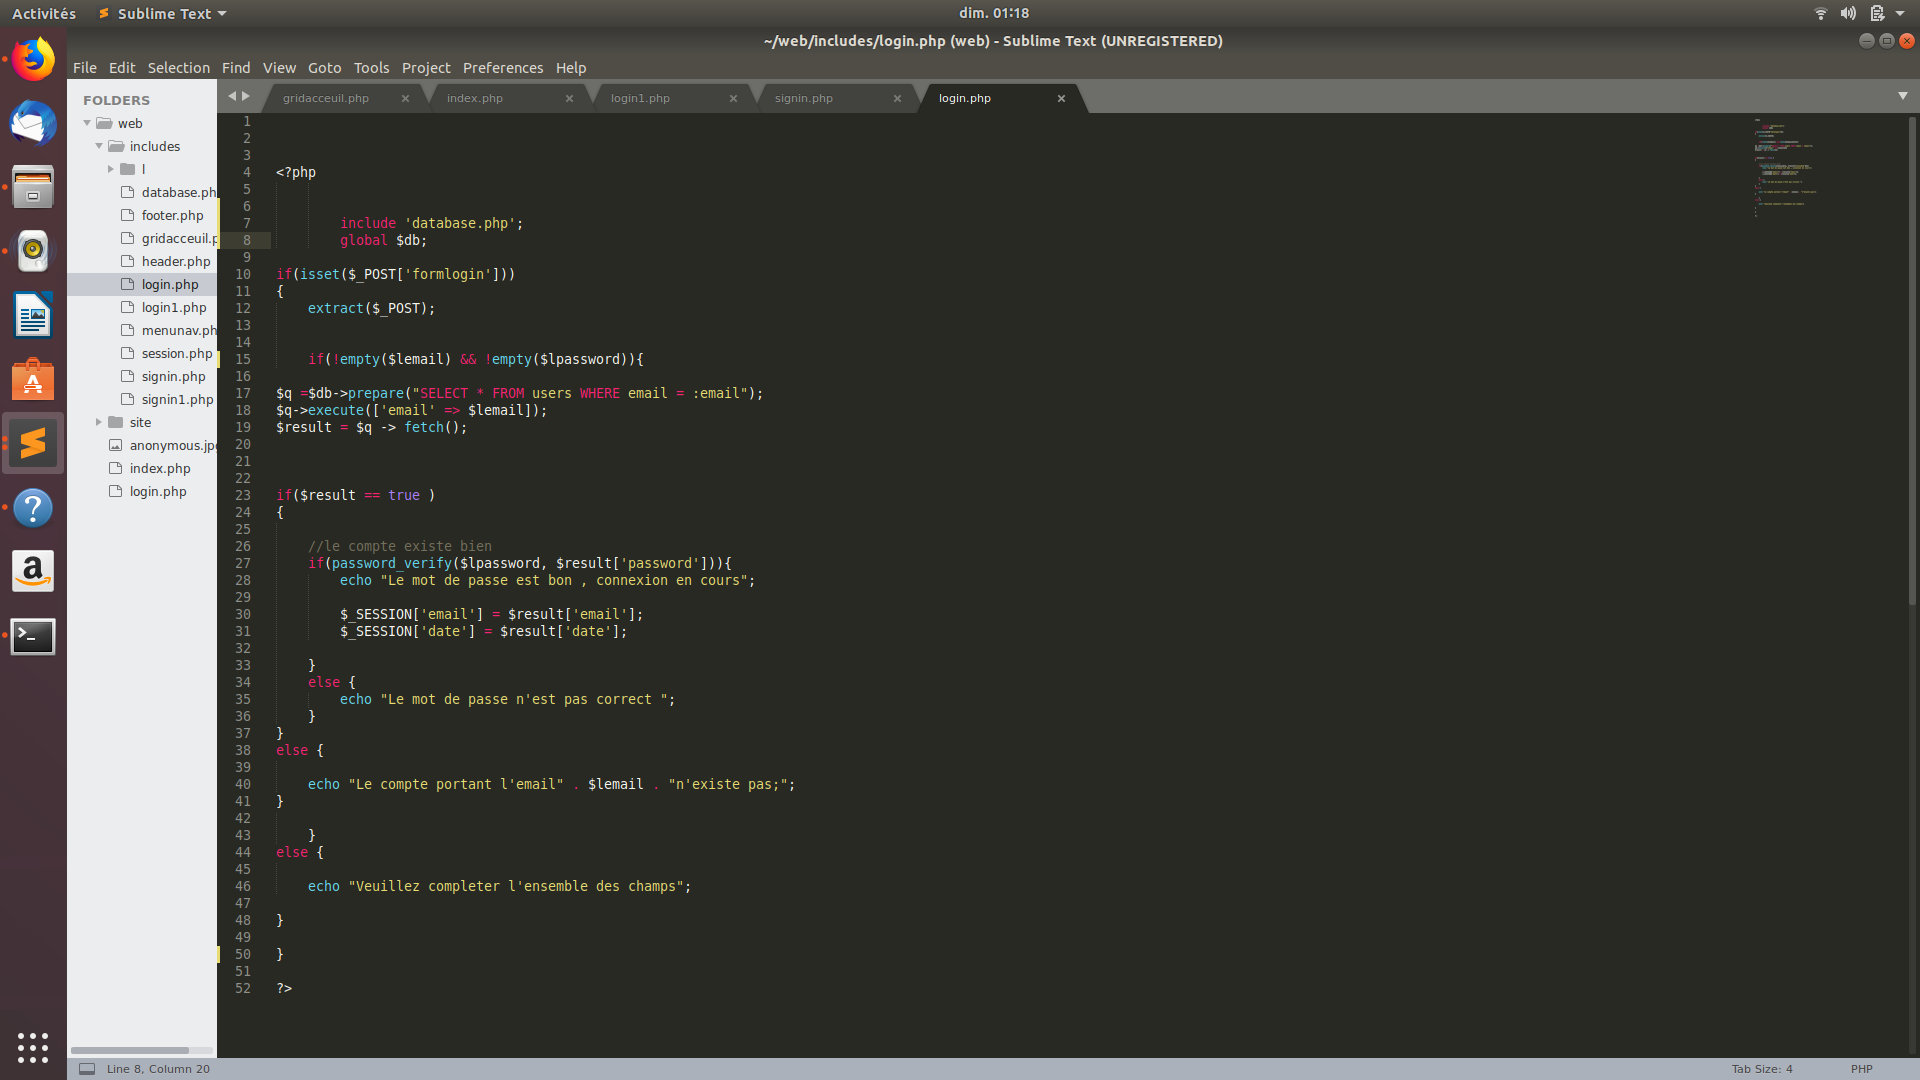 Activités
Sublime Text
dim. 01:18
~/web/includes/login.php (web) - Sublime Text (UNREGISTERED)
File Edit Selection Find View Goto Tools Project Preferences Help
FOLDERS
web
includes
l
database.ph
footer.php
gridacceuil.p
header.php
login.php
login1.php
menunav.ph
session.php
signin.php
signin1.php
site
anonymous.jpg
index.php
login.php
gridacceuil.php × index.php × login1.php × signin.php × login.php ×
1
2
3
4 <?php
5
6
7 include 'database.php';
8 global $db;
9
10 if(isset($_POST['formlogin']))
11 {
12 extract($_POST);
13
14
15 if(!empty($lemail) && !empty($lpassword)){
16
17 $q =$db->prepare("SELECT * FROM users WHERE email = :email");
18 $q->execute(['email' => $lemail]);
19 $result = $q -> fetch();
20
21
22
23 if($result == true )
24 {
25
26 //le compte existe bien
27 if(password_verify($lpassword, $result['password'])){
28 echo "Le mot de passe est bon , connexion en cours";
29
30 $_SESSION['email'] = $result['email'];
31 $_SESSION['date'] = $result['date'];
32
33 }
34 else {
35 echo "Le mot de passe n'est pas correct ";
36 }
37 }
38 else {
39
40 echo "Le compte portant l'email" . $lemail . "n'existe pas;";
41 }
42
43 }
44 else {
45
46 echo "Veuillez completer l'ensemble des champs";
47
48 }
49
50 }
51
52 ?>
Line 8, Column 20
Tab Size: 4
PHP